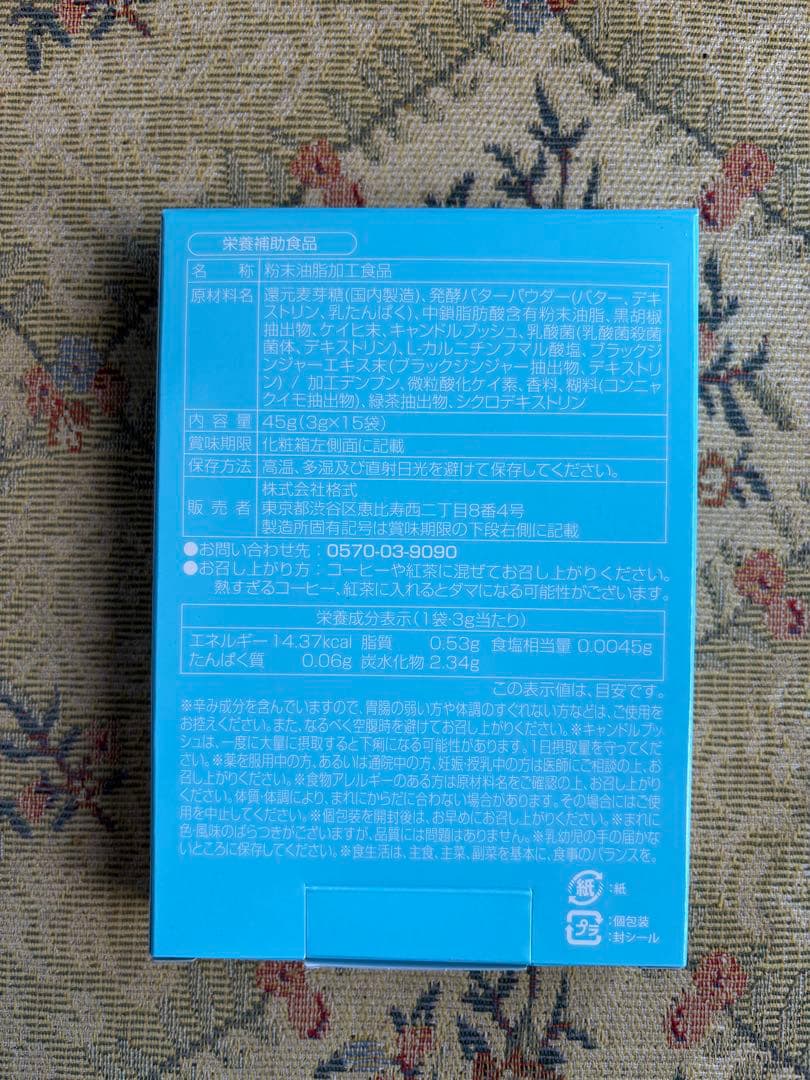 栄養補助食品
名称 粉末油脂加工食品
原材料名 還元麦芽糖(国内製造)、発酵バターパウダー(バター、デキ
ストリン、乳たんぱく)、中鎖脂肪酸含有粉末油脂、黒胡椒
抽出物、ケイヒ末、キャンドルブッシュ、乳酸菌(乳酸菌殺菌
菌体、デキストリン)、L-カルニチンフマル酸塩、ブラックジ
ンジャーエキス末(ブラックジンジャー抽出物、デキストリ
ン) / 加工デンプン、微粒酸化ケイ素、香料、糊料(コンニャ
クイモ抽出物)、緑茶抽出物、シクロデキストリン
内容量 45g(3g×15袋)
賞味期限 化粧箱左側面に記載
保存方法 高温、多湿及び直射日光を避けて保存してください。
販売者 株式会社格式
東京都渋谷区恵比寿西二丁目8番4号
製造所固有記号は賞味期限の下段右側に記載
●お問い合わせ先：0570-03-9090
●お召し上がり方：コーヒーや紅茶に混ぜてお召し上がりください。
熱すぎるコーヒー、紅茶に入れるとダマになる可能性がございます。
栄養成分表示(1袋・3g当たり)
エネルギー 14.37kcal 脂質 0.53g 食塩相当量 0.0045g
たんぱく質 0.06g 炭水化物 2.34g
この表示値は、目安です。
※辛み成分を含んでいますので、胃腸の弱い方や体調のすぐれない方などは、ご使用を
お控えください。また、なるべく空腹時を避けてお召し上がりください。※キャンドルブッ
シュは、一度に大量に摂取すると下痢になる可能性があります。1日摂取量を守ってくだ
さい。※薬を服用中の方、あるいは通院中の方、妊娠・授乳中の方は医師にご相談の上、お
召し上がりください。※食物アレルギーのある方は原材料名をご確認の上、お召し上がり
ください。体質・体調により、まれにからだに合わない場合があります。その場合にはご使
用を中止してください。※個包装を開封後は、お早めにお召し上がりください。※まれに
色・風味のばらつきがございますが、品質には問題はありません。※乳幼児の手の届かな
いところに保存してください。※食生活は、主食、主菜、副菜を基本に、食事のバランスを。
紙：紙
プラ：個包装
：封シール